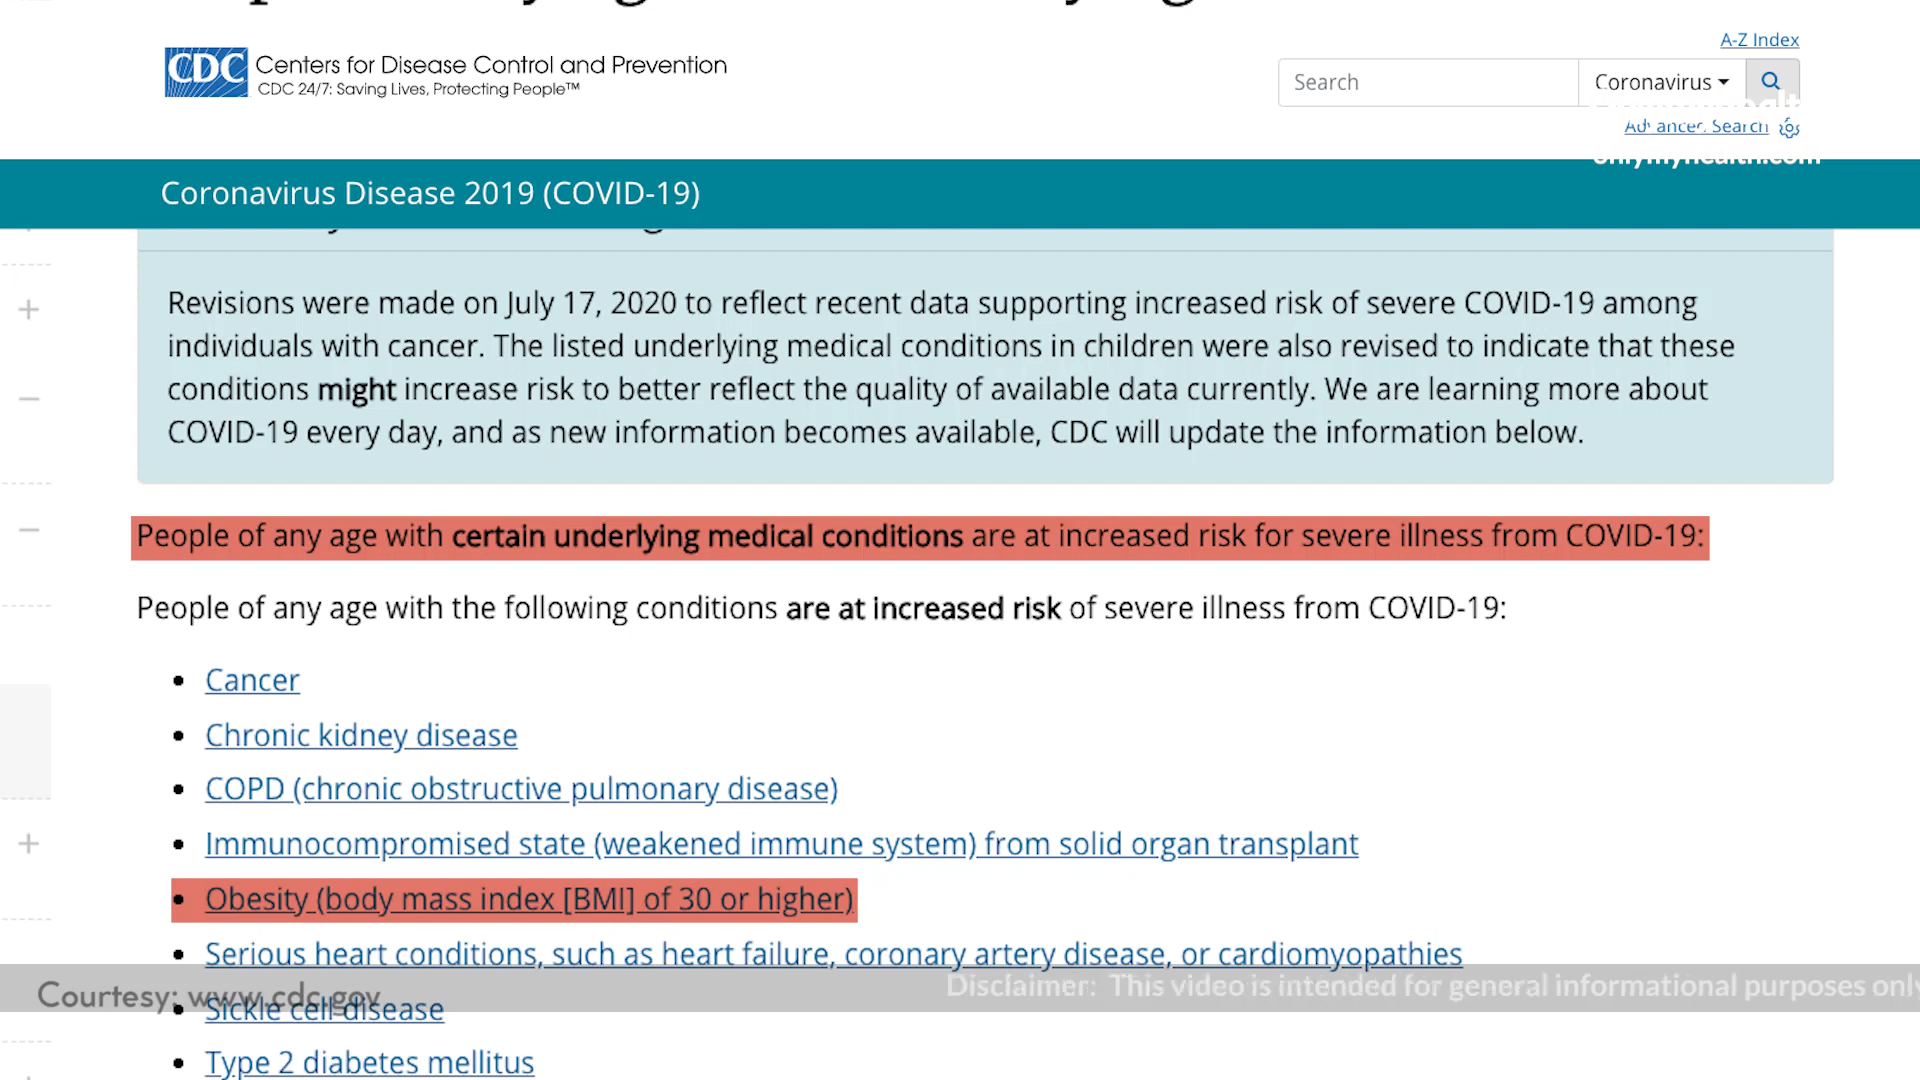 A-Z Index
CDC Centers for Disease Control and Prevention
CDC 24/7: Saving Lives, Protecting People™
Search Coronavirus
Advanced Search
onlymyhealth.com
Coronavirus Disease 2019 (COVID-19)
Revisions were made on July 17, 2020 to reflect recent data supporting increased risk of severe COVID-19 among
individuals with cancer. The listed underlying medical conditions in children were also revised to indicate that these
conditions might increase risk to better reflect the quality of available data currently. We are learning more about
COVID-19 every day, and as new information becomes available, CDC will update the information below.
People of any age with certain underlying medical conditions are at increased risk for severe illness from COVID-19:
People of any age with the following conditions are at increased risk of severe illness from COVID-19:
• Cancer
• Chronic kidney disease
• COPD (chronic obstructive pulmonary disease)
• Immunocompromised state (weakened immune system) from solid organ transplant
• Obesity (body mass index [BMI] of 30 or higher)
• Serious heart conditions, such as heart failure, coronary artery disease, or cardiomyopathies
Courtesy: www.cdc.gov
Disclaimer: This video is intended for general informational purposes only
• Sickle cell disease
• Type 2 diabetes mellitus